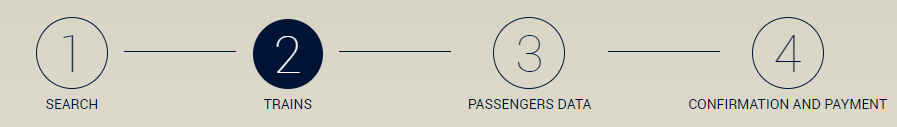 1 2 3 4
SEARCH TRAINS PASSENGERS DATA CONFIRMATION AND PAYMENT